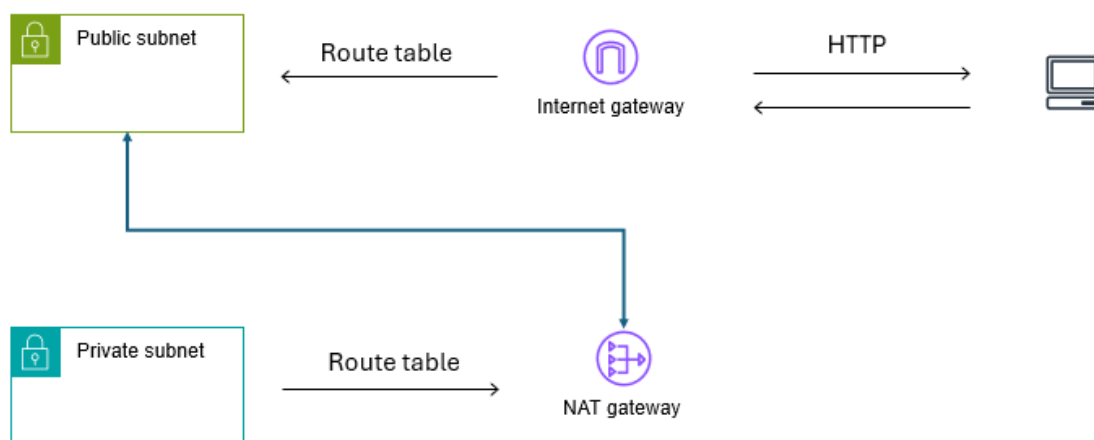 Public subnet
Route table
Internet gateway
HTTP
Private subnet
Route table
NAT gateway